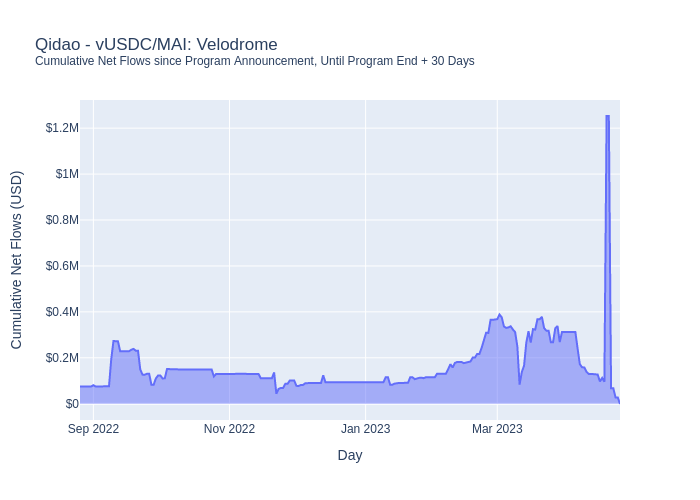 Qidao - vUSDC/MAI: Velodrome
Cumulative Net Flows since Program Announcement, Until Program End + 30 Days
Cumulative Net Flows (USD)
$1.2M
$1M
$0.8M
$0.6M
$0.4M
$0.2M
$0
Sep 2022
Nov 2022
Jan 2023
Mar 2023
Day